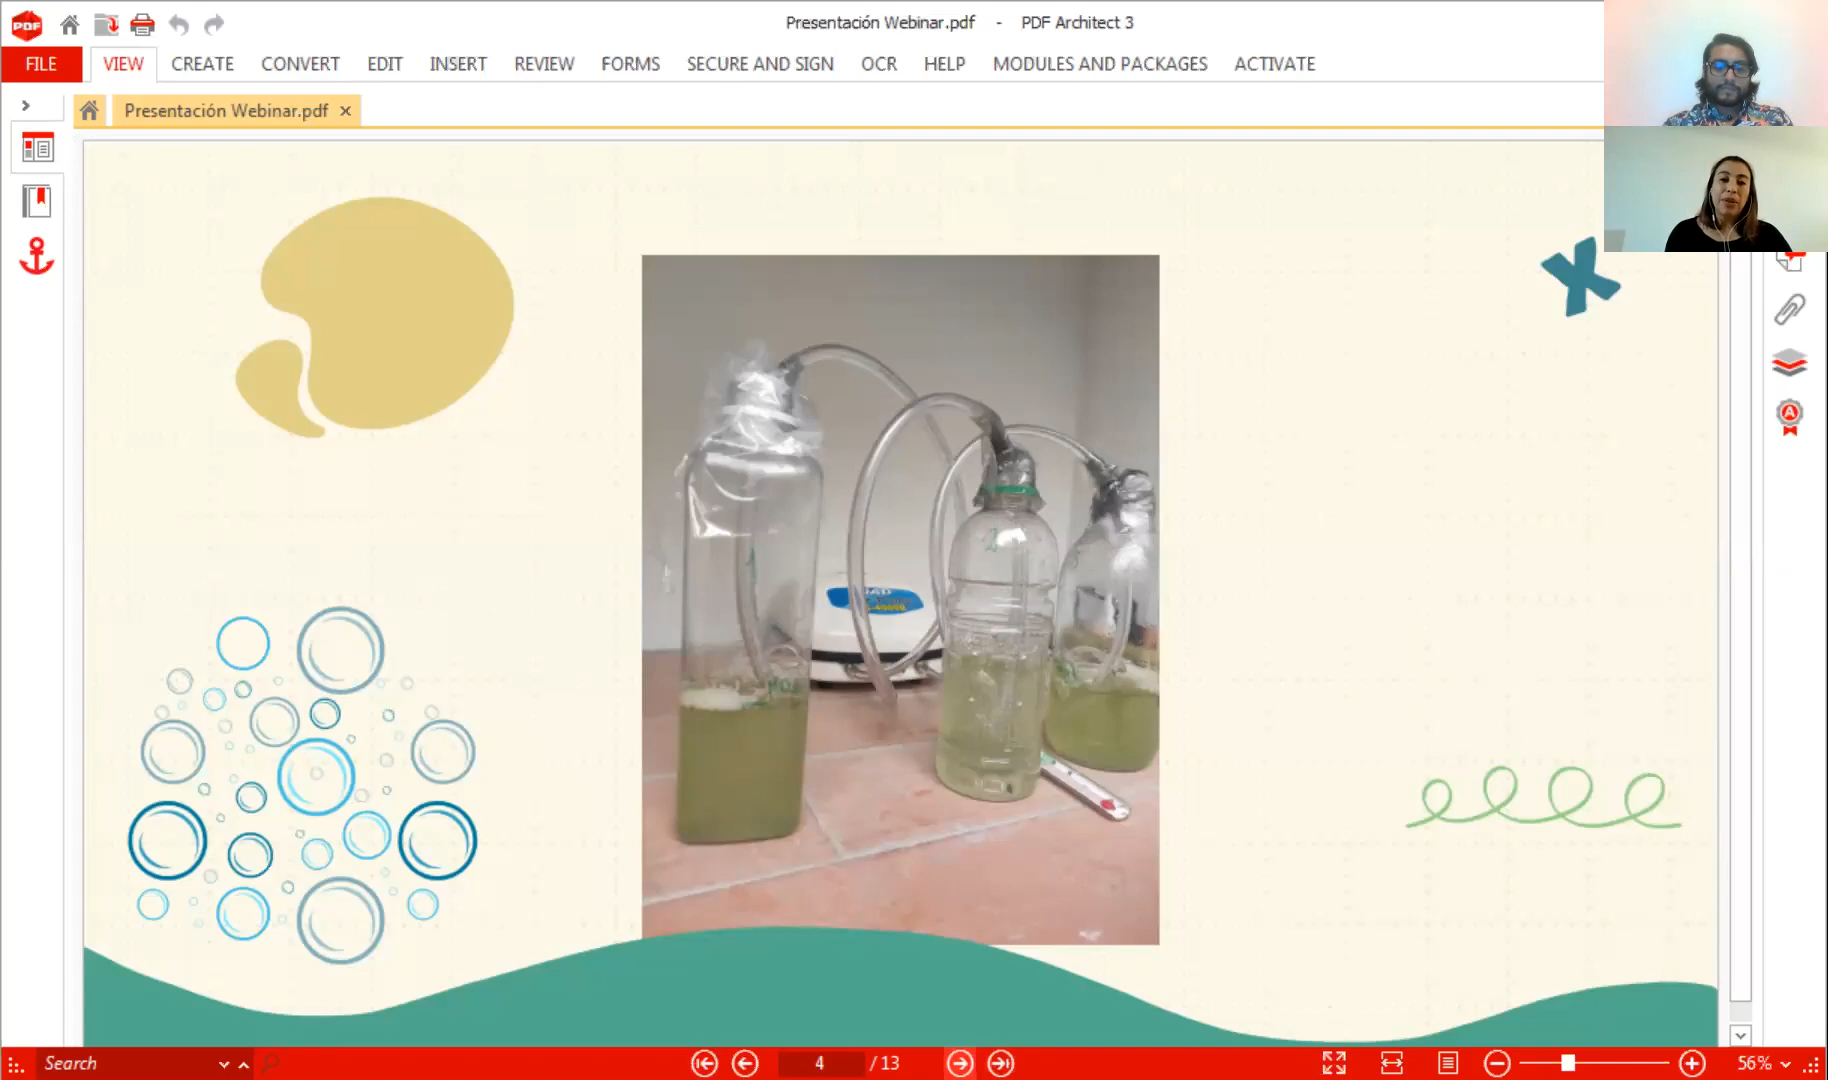 PDF
Presentación Webinar.pdf - PDF Architect 3
FILE VIEW CREATE CONVERT EDIT INSERT REVIEW FORMS SECURE AND SIGN OCR HELP MODULES AND PACKAGES ACTIVATE
Presentación Webinar.pdf ×
Search 4 / 13 56%